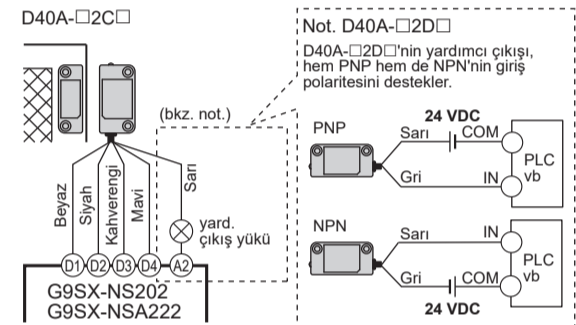 D40A-□2C□
(bkz. not.)
Beyaz
Siyah
Kahverengi
Mavi
Sarı
yard.
çıkış yükü
D1 D2 D3 D4 A2
G9SX-NS202
G9SX-NSA222
Not. D40A-□2D□
D40A-□2D□'nin yardımcı çıkışı,
hem PNP hem de NPN'nin giriş
polaritesini destekler.
24 VDC
PNP
Sarı
COM
PLC
vb
Gri
IN
NPN
Sarı
IN
PLC
vb
Gri
COM
24 VDC